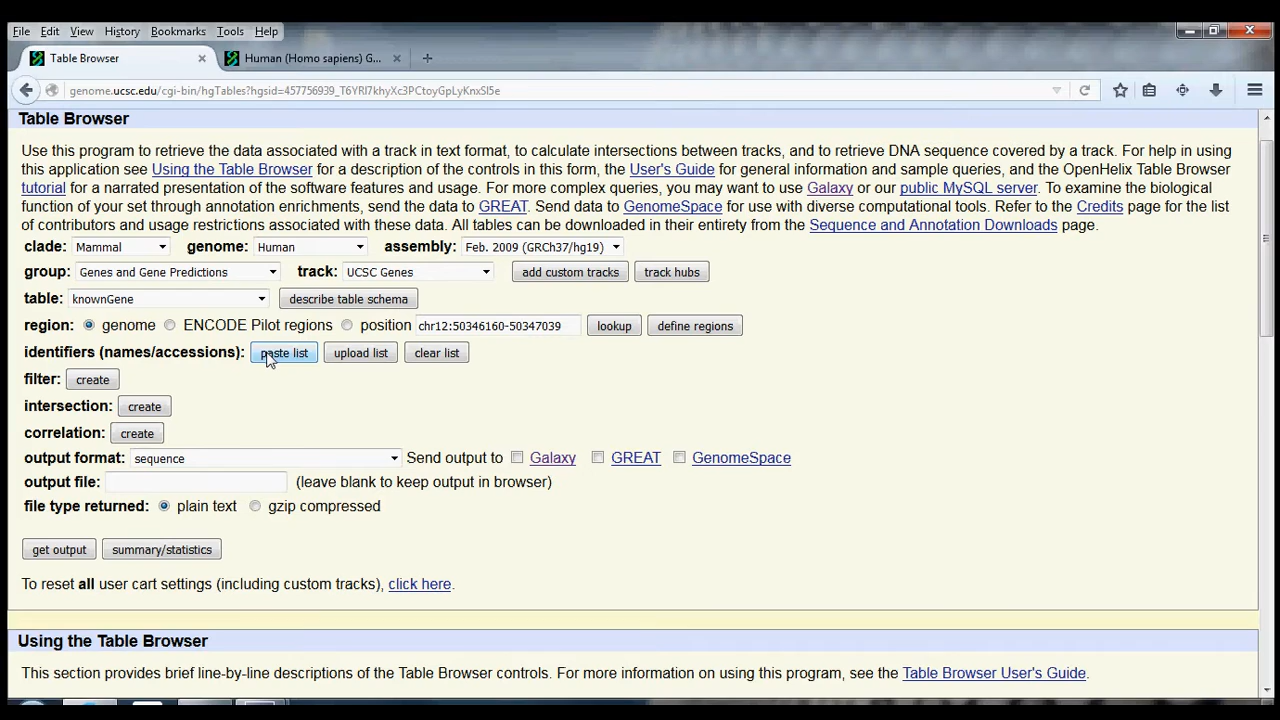 File Edit View History Bookmarks Tools Help
Table Browser Human (Homo sapiens) G...
genome.ucsc.edu/cgi-bin/hgTables?hgsid=457756939_T6YRl7khyXc3PCtoyGpLyKnxSl5e
Table Browser
Use this program to retrieve the data associated with a track in text format, to calculate intersections between tracks, and to retrieve DNA sequence covered by a track. For help in using
this application see Using the Table Browser for a description of the controls in this form, the User's Guide for general information and sample queries, and the OpenHelix Table Browser
tutorial for a narrated presentation of the software features and usage. For more complex queries, you may want to use Galaxy or our public MySQL server. To examine the biological
function of your set through annotation enrichments, send the data to GREAT. Send data to GenomeSpace for use with diverse computational tools. Refer to the Credits page for the list
of contributors and usage restrictions associated with these data. All tables can be downloaded in their entirety from the Sequence and Annotation Downloads page.
clade: Mammal genome: Human assembly: Feb. 2009 (GRCh37/hg19)
group: Genes and Gene Predictions track: UCSC Genes add custom tracks track hubs
table: knownGene describe table schema
region: genome ENCODE Pilot regions position chr12:50346160-50347039 lookup define regions
identifiers (names/accessions): paste list upload list clear list
filter: create
intersection: create
correlation: create
output format: sequence Send output to Galaxy GREAT GenomeSpace
output file: (leave blank to keep output in browser)
file type returned: plain text gzip compressed
get output summary/statistics
To reset all user cart settings (including custom tracks), click here.
Using the Table Browser
This section provides brief line-by-line descriptions of the Table Browser controls. For more information on using this program, see the Table Browser User's Guide.